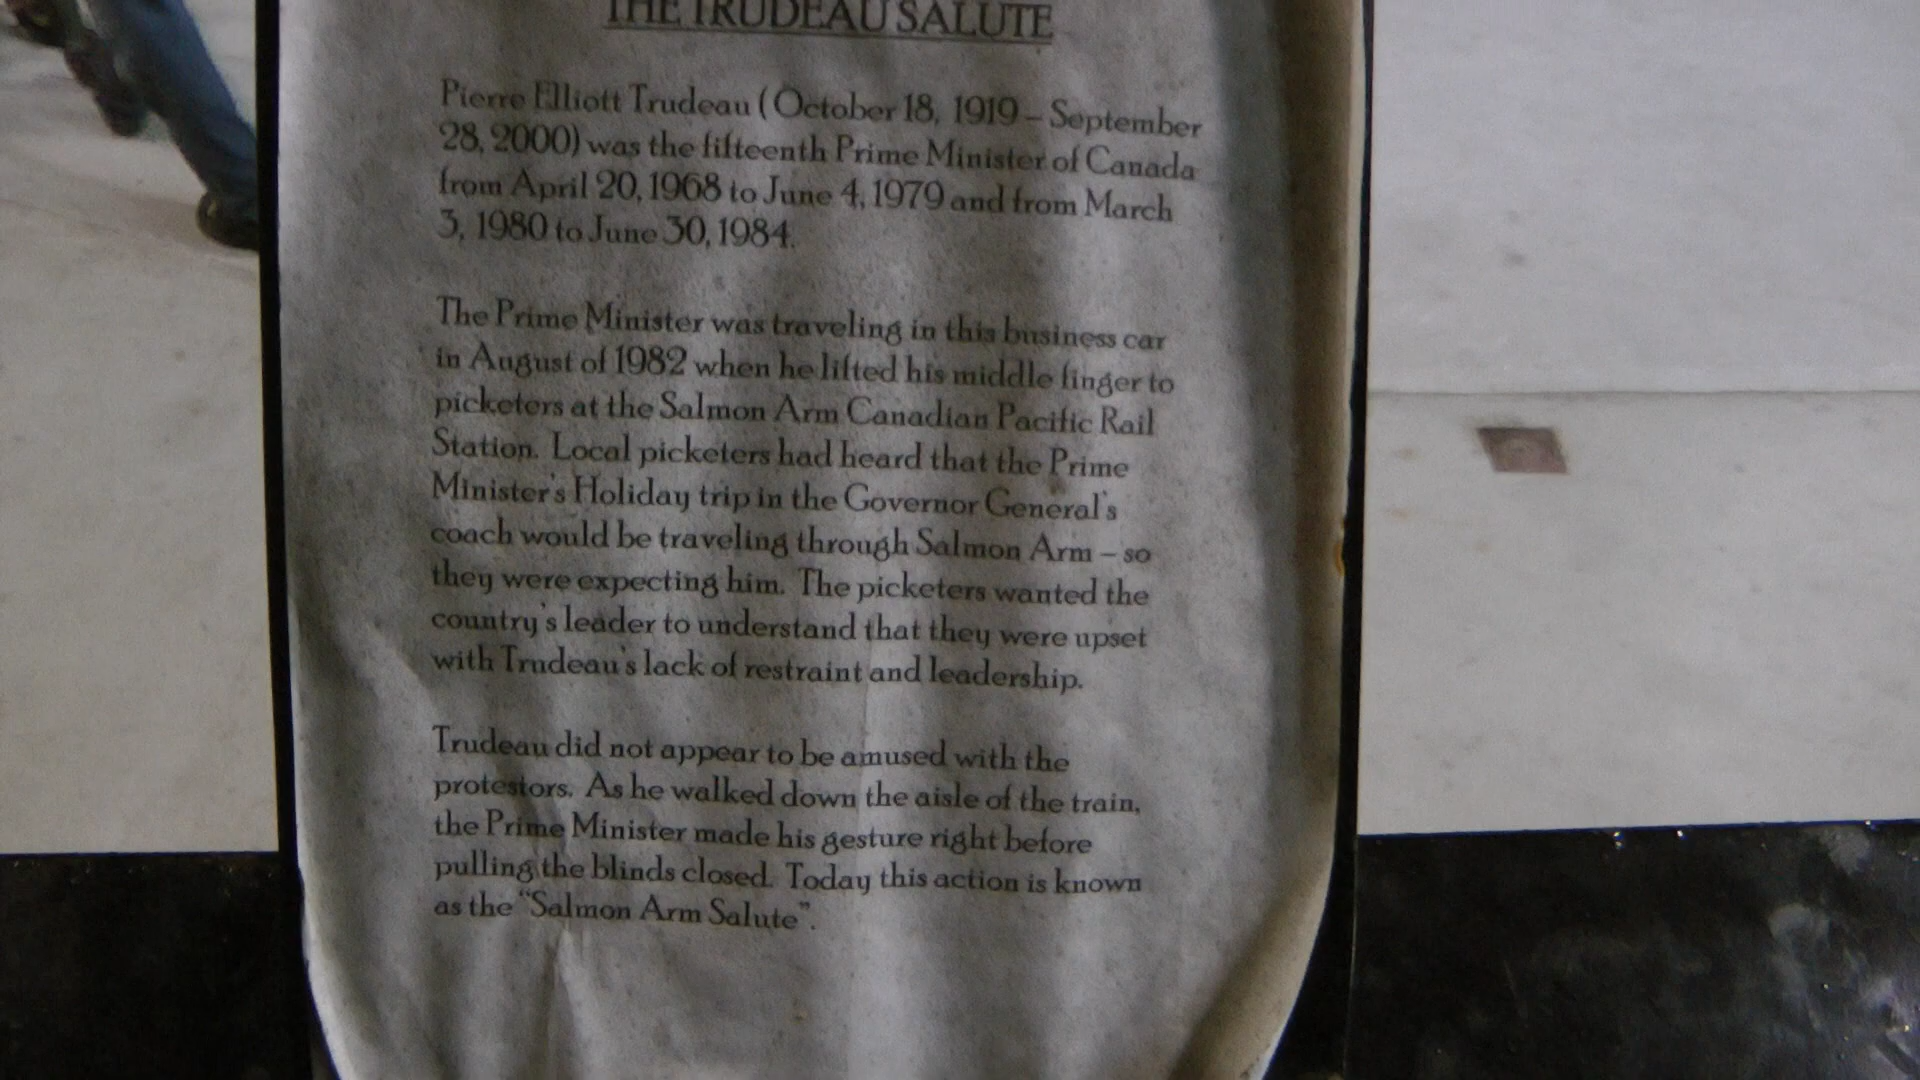 THE TRUDEAU SALUTE
Pierre Elliott Trudeau (October 18, 1919 – September
28, 2000) was the fifteenth Prime Minister of Canada
from April 20, 1968 to June 4, 1979 and from March
3, 1980 to June 30, 1984.
The Prime Minister was traveling in this business car
in August of 1982 when he lifted his middle finger to
picketers at the Salmon Arm Canadian Pacific Rail
Station. Local picketers had heard that the Prime
Minister's Holiday trip in the Governor General's
coach would be traveling through Salmon Arm – so
they were expecting him. The picketers wanted the
country's leader to understand that they were upset
with Trudeau's lack of restraint and leadership.
Trudeau did not appear to be amused with the
protestors. As he walked down the aisle of the train,
the Prime Minister made his gesture right before
pulling the blinds closed. Today this action is known
as the "Salmon Arm Salute".